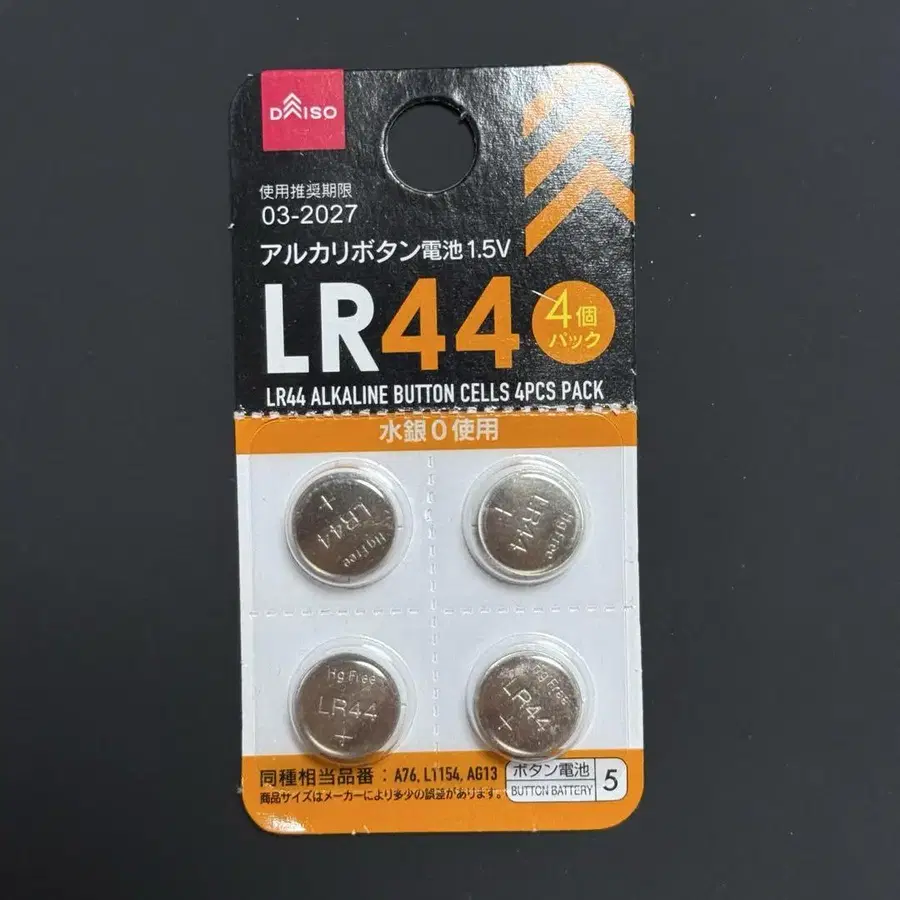 DAISO
使用推奨期限
03-2027
アルカリボタン電池1.5V
LR44
4個
パック
LR44 ALKALINE BUTTON CELLS 4PCS PACK
水銀0使用
+
LR44
Hg Free
+
LR44
Hg Free
Hg Free
LR44
+
Hg Free
LR44
+
同種相当品番：A76, L1154, AG13
商品サイズはメーカーにより多少の誤差があります。
ボタン電池
BUTTON BATTERY
5